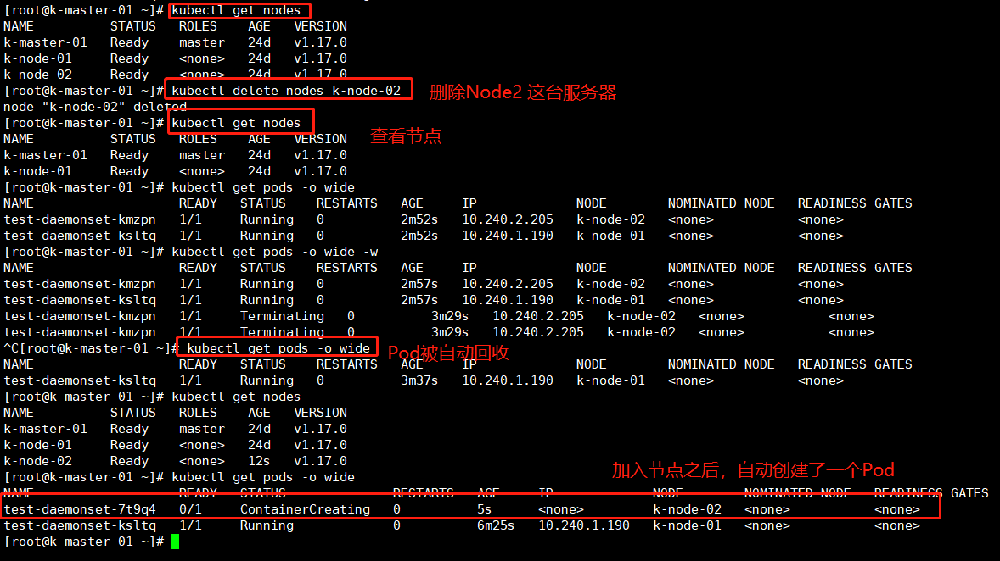 [root@k-master-01 ~]# kubectl get nodes
NAME STATUS ROLES AGE VERSION
k-master-01 Ready master 24d v1.17.0
k-node-01 Ready <none> 24d v1.17.0
k-node-02 Ready <none> 24d v1.17.0
[root@k-master-01 ~]# kubectl delete nodes k-node-02 删除Node2 这台服务器
node "k-node-02" deleted
[root@k-master-01 ~]# kubectl get nodes
查看节点
NAME STATUS ROLES AGE VERSION
k-master-01 Ready master 24d v1.17.0
k-node-01 Ready <none> 24d v1.17.0
[root@k-master-01 ~]# kubectl get pods -o wide
NAME READY STATUS RESTARTS AGE IP NODE NOMINATED NODE READINESS GATES
test-daemonset-kmzpn 1/1 Running 0 2m52s 10.240.2.205 k-node-02 <none> <none>
test-daemonset-ksltq 1/1 Running 0 2m52s 10.240.1.190 k-node-01 <none> <none>
[root@k-master-01 ~]# kubectl get pods -o wide -w
NAME READY STATUS RESTARTS AGE IP NODE NOMINATED NODE READINESS GATES
test-daemonset-kmzpn 1/1 Running 0 2m57s 10.240.2.205 k-node-02 <none> <none>
test-daemonset-ksltq 1/1 Running 0 2m57s 10.240.1.190 k-node-01 <none> <none>
test-daemonset-kmzpn 1/1 Terminating 0 3m29s 10.240.2.205 k-node-02 <none> <none>
test-daemonset-kmzpn 1/1 Terminating 0 3m29s 10.240.2.205 k-node-02 <none> <none>
^C[root@k-master-01 ~]# kubectl get pods -o wide Pod被自动回收
NAME READY STATUS RESTARTS AGE IP NODE NOMINATED NODE READINESS GATES
test-daemonset-ksltq 1/1 Running 0 3m37s 10.240.1.190 k-node-01 <none> <none>
[root@k-master-01 ~]# kubectl get nodes
NAME STATUS ROLES AGE VERSION
k-master-01 Ready master 24d v1.17.0
k-node-01 Ready <none> 24d v1.17.0
k-node-02 Ready <none> 12s v1.17.0
[root@k-master-01 ~]# kubectl get pods -o wide
加入节点之后，自动创建了一个Pod
NAME READY STATUS RESTARTS AGE IP NODE NOMINATED NODE READINESS GATES
test-daemonset-7t9q4 0/1 ContainerCreating 0 5s <none> k-node-02 <none> <none>
test-daemonset-ksltq 1/1 Running 0 6m25s 10.240.1.190 k-node-01 <none> <none>
[root@k-master-01 ~]#